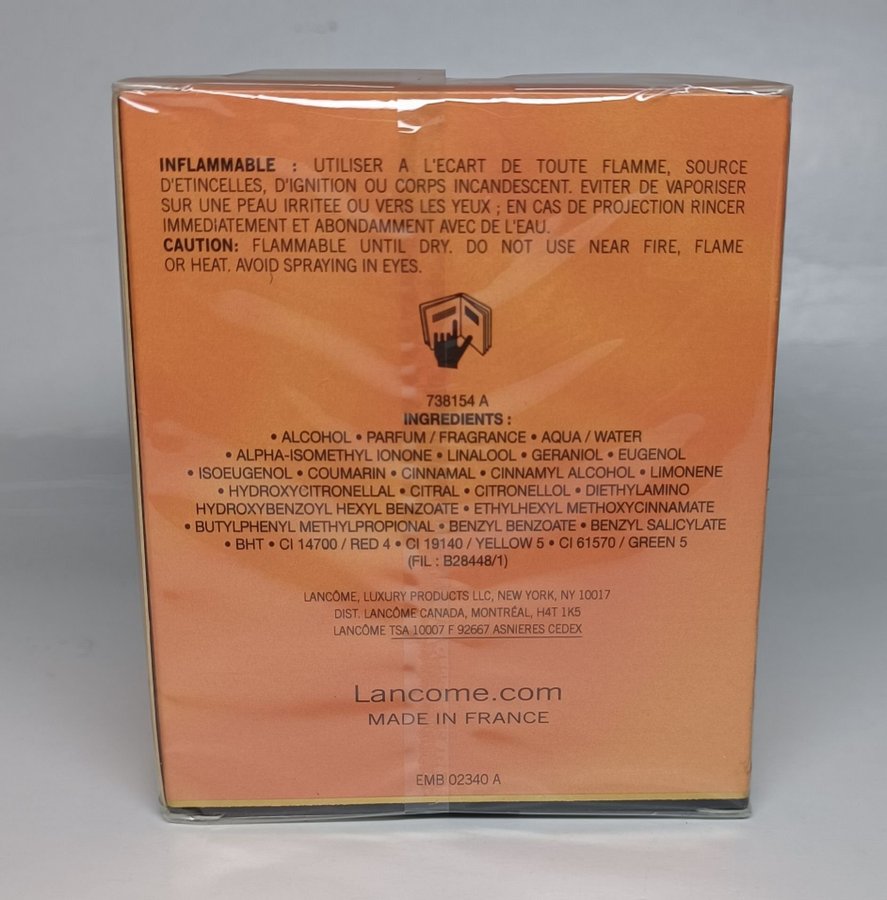 INFLAMMABLE : UTILISER A L'ECART DE TOUTE FLAMME, SOURCE
D'ETINCELLES, D'IGNITION OU CORPS INCANDESCENT. EVITER DE VAPORISER
SUR UNE PEAU IRRITEE OU VERS LES YEUX ; EN CAS DE PROJECTION RINCER
IMMEDIATEMENT ET ABONDAMMENT AVEC DE L'EAU.
CAUTION: FLAMMABLE UNTIL DRY. DO NOT USE NEAR FIRE, FLAME
OR HEAT. AVOID SPRAYING IN EYES.
738154 A
INGREDIENTS :
• ALCOHOL • PARFUM / FRAGRANCE • AQUA / WATER
• ALPHA-ISOMETHYL IONONE • LINALOOL • GERANIOL • EUGENOL
• ISOEUGENOL • COUMARIN • CINNAMAL • CINNAMYL ALCOHOL • LIMONENE
• HYDROXYCITRONELLAL • CITRAL • CITRONELLOL • DIETHYLAMINO
HYDROXYBENZOYL HEXYL BENZOATE • ETHYLHEXYL METHOXYCINNAMATE
• BUTYLPHENYL METHYLPROPIONAL • BENZYL BENZOATE • BENZYL SALICYLATE
• BHT • CI 14700 / RED 4 • CI 19140 / YELLOW 5 • CI 61570 / GREEN 5
(FIL : B28448/1)
LANCÔME, LUXURY PRODUCTS LLC, NEW YORK, NY 10017
DIST. LANCÔME CANADA, MONTRÉAL, H4T 1K5
LANCÔME TSA 10007 F 92667 ASNIERES CEDEX
Lancome.com
MADE IN FRANCE
EMB 02340 A